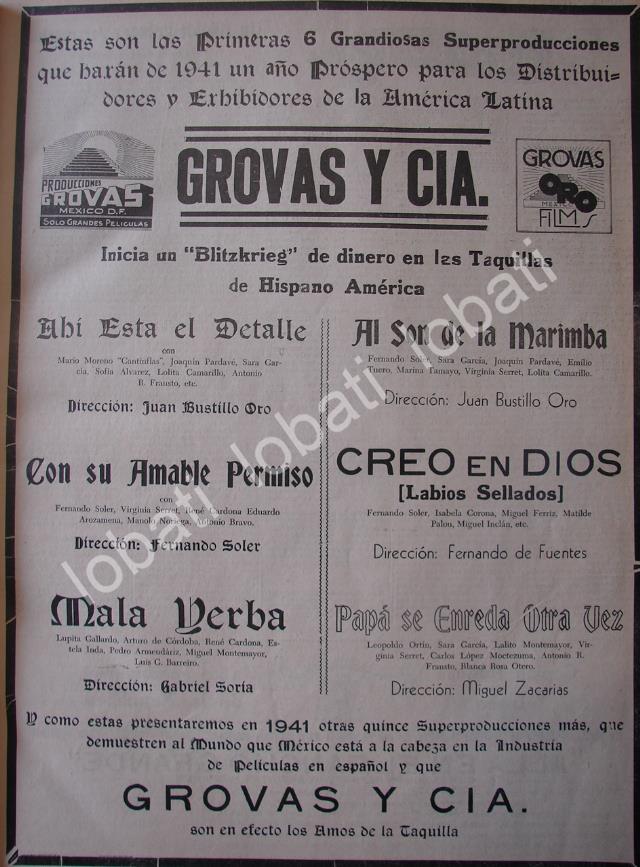 Estas son las Primeras 6 Grandiosas Superproducciones
que harán de 1941 un año Próspero para los Distribui-
dores y Exhibidores de la América Latina
PRODUCCIONES
GROVAS
MEXICO D.F.
SOLO GRANDES PELICULAS
GROVAS Y CIA.
GROVAS
ORO
MEXICO
FILMS
Inicia un "Blitzkrieg" de dinero en las Taquillas
de Hispano América
Ahí Esta el Detalle
con
Mario Moreno "Cantinflas", Joaquín Pardavé, Sara Gar-
cía, Sofía Alvarez, Lolita Camarillo, Antonio
R. Frausto, etc.
Dirección: Juan Bustillo Oro
Al Son de la Marimba
Fernando Soler, Sara García, Joaquín Pardavé, Emilio
Tuero, Marina Tamayo, Virginia Serret, Lolita Camarillo.
Dirección: Juan Bustillo Oro
Con su Amable Permiso
con
Fernando Soler, Virginia Serret, René Cardona Eduardo
Arozamena, Manolo Noriega, Antonio Bravo.
Dirección: Fernando Soler
CREO EN DIOS
[Labios Sellados]
Fernando Soler, Isabela Corona, Miguel Ferriz, Matilde
Palou, Miguel Inclán, etc.
Dirección: Fernando de Fuentes
Mala Yerba
Lupita Gallardo, Arturo de Córdoba, René Cardona, Es-
tela Inda, Pedro Armendáriz, Miguel Montemayor,
Luis G. Barreiro.
Dirección: Gabriel Soria
Papá se Enreda Otra Vez
Leopoldo Ortín, Sara García, Lalito Montemayor, Vir-
ginia Serret, Carlos López Moctezuma, Antonio R.
Frausto, Blanca Rosa Otero.
Dirección: Miguel Zacarias
Y como estas presentaremos en 1941 otras quince Superproducciones más, que
demuestren al Mundo que México está a la cabeza en la Industria
de Películas en español y que
GROVAS Y CIA.
son en efecto los Amos de la Taquilla
lobati lobati lobati